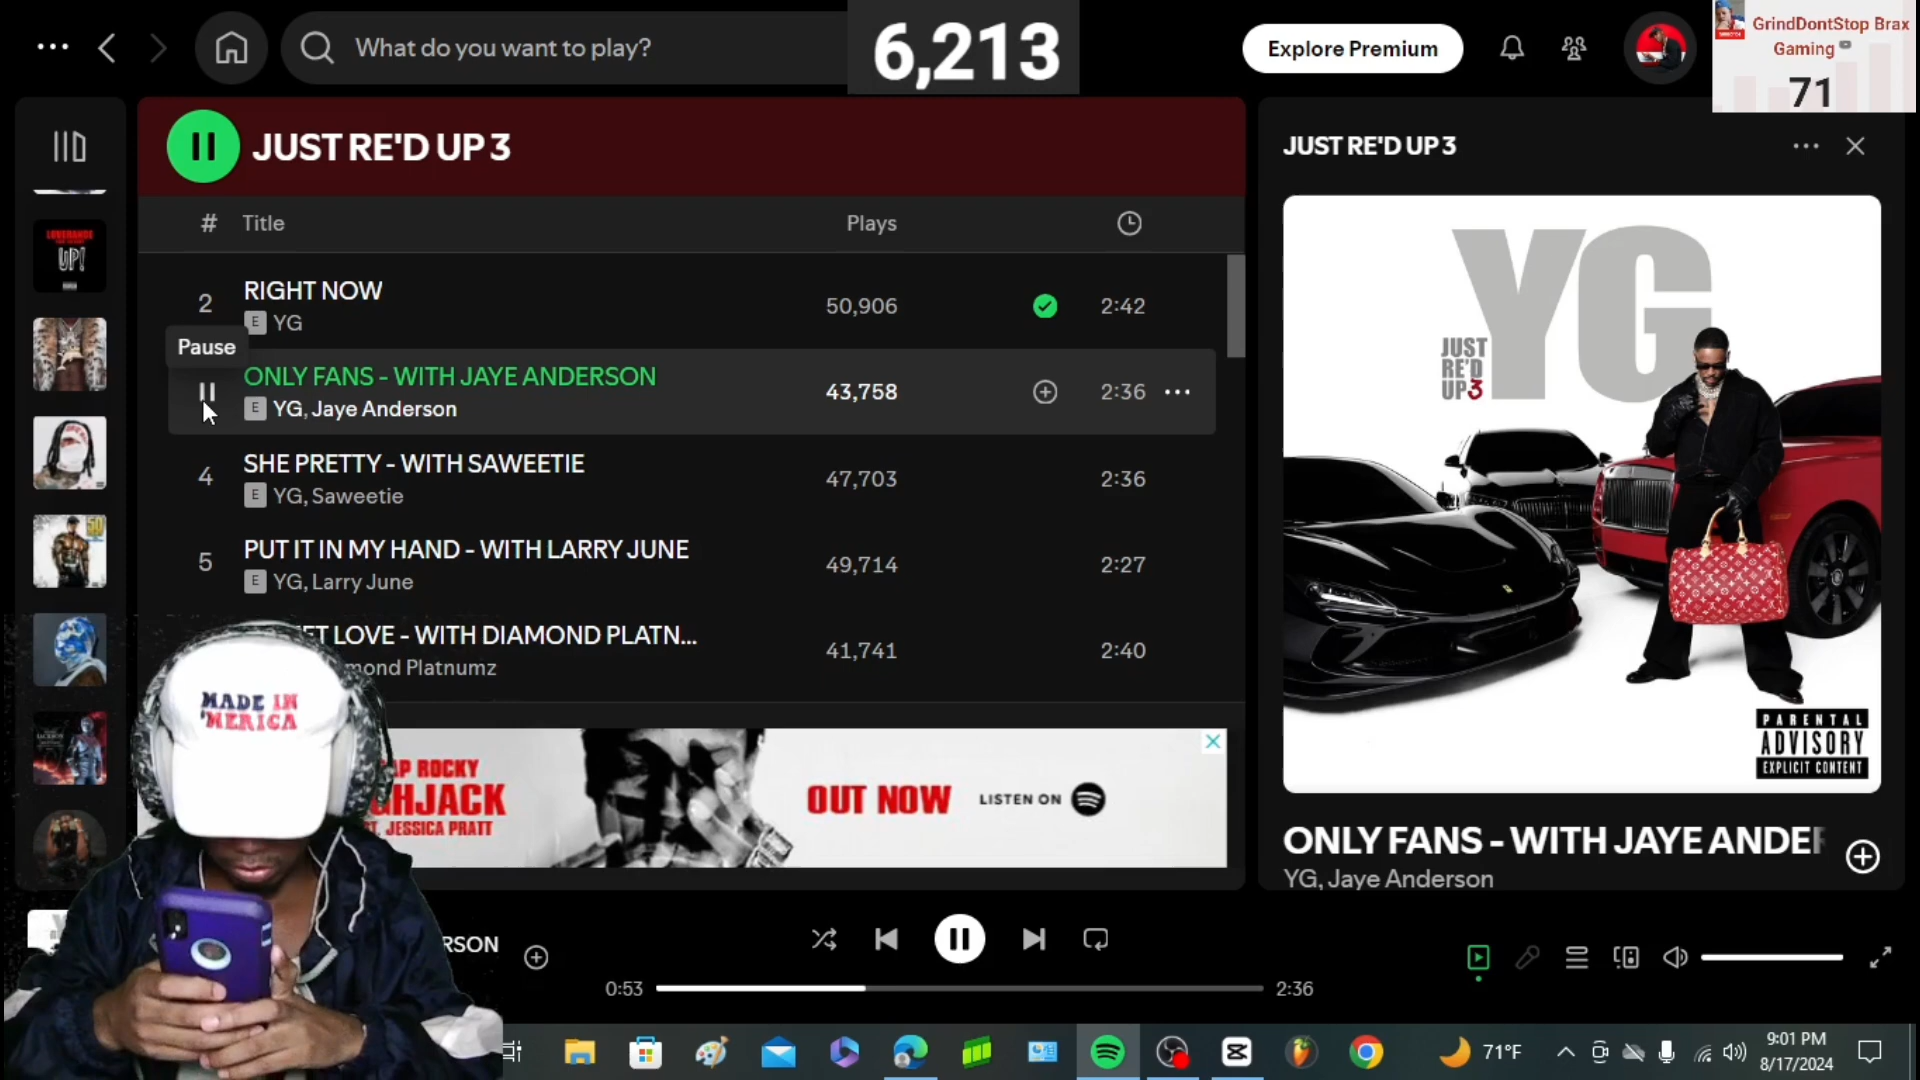 What do you want to play?
6,213
Explore Premium
GrindDontStop Brax
Gaming
71
JUST RE'D UP 3
# Title Plays
2 RIGHT NOW 50,906 2:42
E YG
Pause
ONLY FANS - WITH JAYE ANDERSON 43,758 2:36
E YG, Jaye Anderson
4 SHE PRETTY - WITH SAWEETIE 47,703 2:36
E YG, Saweetie
5 PUT IT IN MY HAND - WITH LARRY JUNE 49,714 2:27
E YG, Larry June
LOVE - WITH DIAMOND PLATN... 41,741 2:40
Platnumz
ROCKY
JESSICA PRATT
OUT NOW
LISTEN ON
MADE IN
'MERICA
RSON
0:53 2:36
JUST RE'D UP 3
YG
JUST
RE'D
UP3
PARENTAL
ADVISORY
EXPLICIT CONTENT
ONLY FANS - WITH JAYE ANDE
YG, Jaye Anderson
UP!
71°F
9:01 PM
8/17/2024